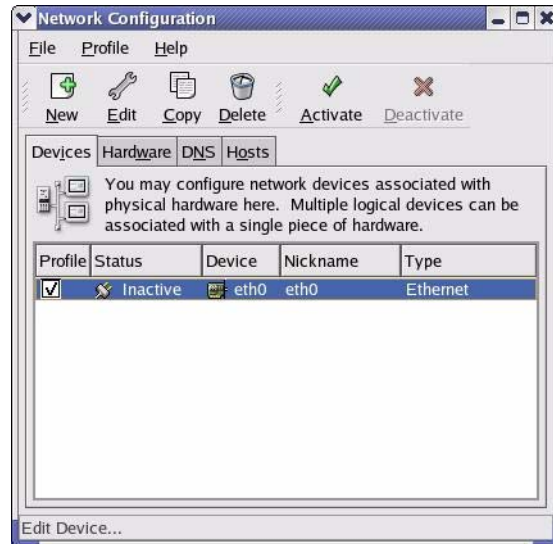 Network Configuration
File Profile Help
New Edit Copy Delete Activate Deactivate
Devices Hardware DNS Hosts
You may configure network devices associated with
physical hardware here. Multiple logical devices can be
associated with a single piece of hardware.
Profile Status Device Nickname Type
Inactive eth0 eth0 Ethernet
Edit Device...